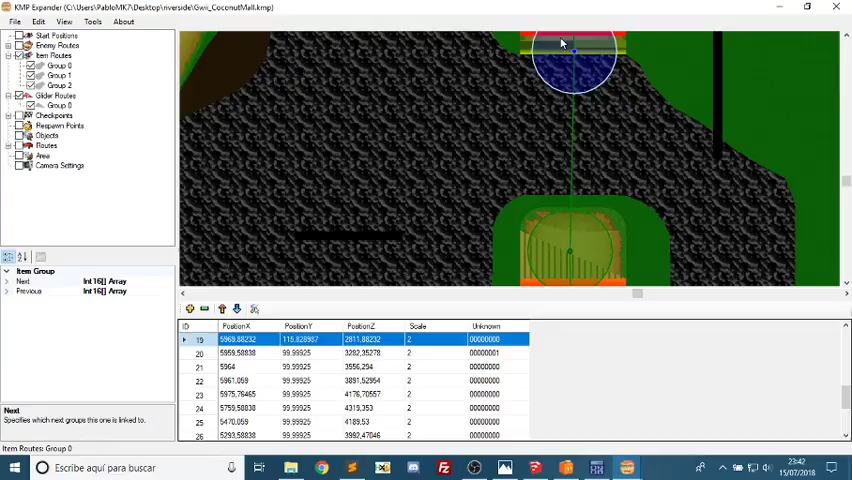 KMP Expander (C:\Users\PabloMK7\Desktop\riverside\Gwii_CoconutMall.kmp)
File Edit View Tools About
Start Positions
Enemy Routes
Item Routes
Group 0
Group 1
Group 2
Glider Routes
Group 0
Checkpoints
Respawn Points
Objects
Routes
Area
Camera Settings
Item Group
Next Int16[] Array
Previous Int16[] Array
ID PositionX PositionY PositionZ Scale Unknown
19 5969,88232 115,828987 2811,88232 2 00000000
20 5959,58838 99.99925 3282,35278 2 00000001
21 5964 99.99925 3556,294 2 00000000
22 5961,059 99.99925 3891,52954 2 00000000
23 5975,76465 99.99925 4176,70557 2 00000000
24 5759,58838 99.99925 4319,353 2 00000000
25 5470,059 99.99925 4189,53 2 00000000
26 5293,58838 99.99925 3992,47046 2 00000000
Next
Specifies which next groups this one is linked to.
Item Routes: Group 0
Escribe aquí para buscar
23:42
15/07/2018